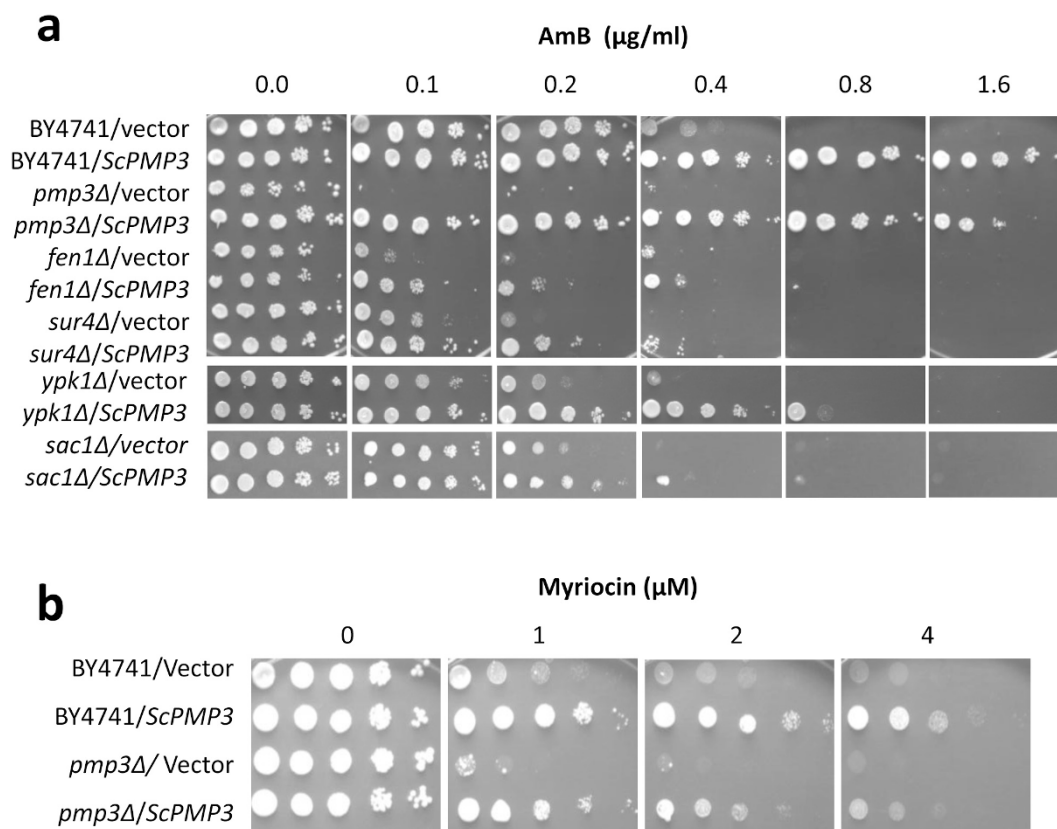 a
AmB (µg/ml)
0.0 0.1 0.2 0.4 0.8 1.6
BY4741/vector
BY4741/ScPMP3
pmp3Δ/vector
pmp3Δ/ScPMP3
fen1Δ/vector
fen1Δ/ScPMP3
sur4Δ/vector
sur4Δ/ScPMP3
ypk1Δ/vector
ypk1Δ/ScPMP3
sac1Δ/vector
sac1Δ/ScPMP3
b
Myriocin (µM)
0 1 2 4
BY4741/Vector
BY4741/ScPMP3
pmp3Δ/ Vector
pmp3Δ/ScPMP3